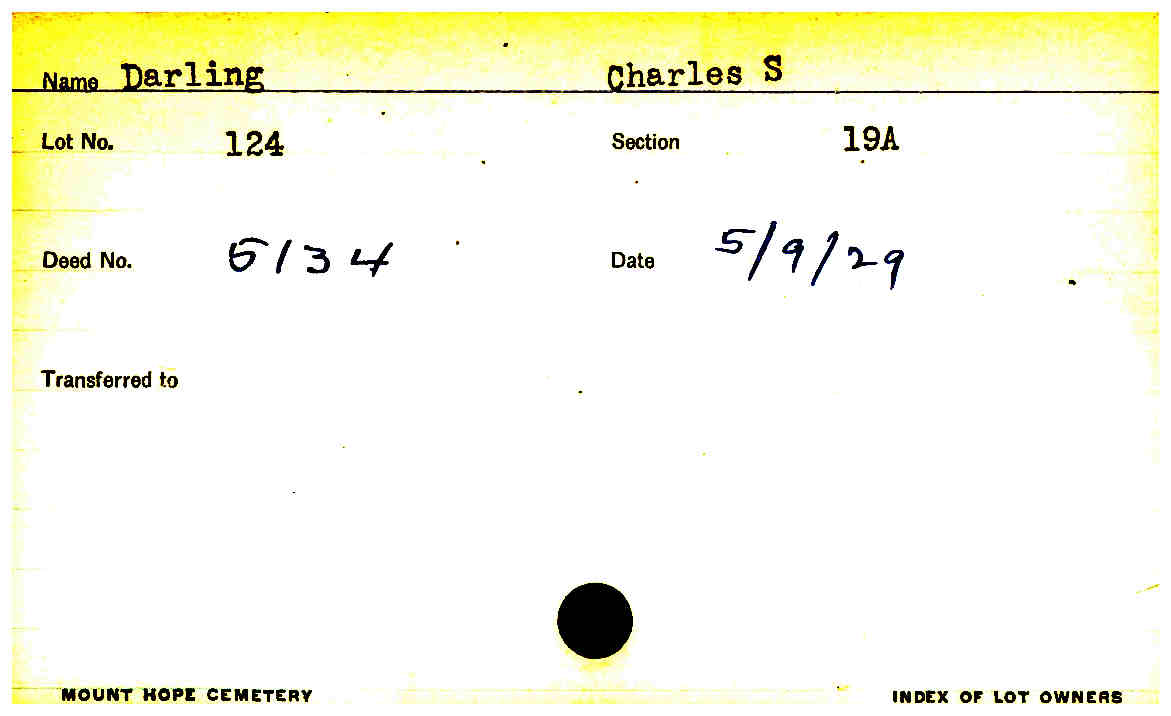 Name Darling Charles S
Lot No. 124 Section 19A
Deed No. 5134 Date 5/9/29
Transferred to
MOUNT HOPE CEMETERY INDEX OF LOT OWNERS